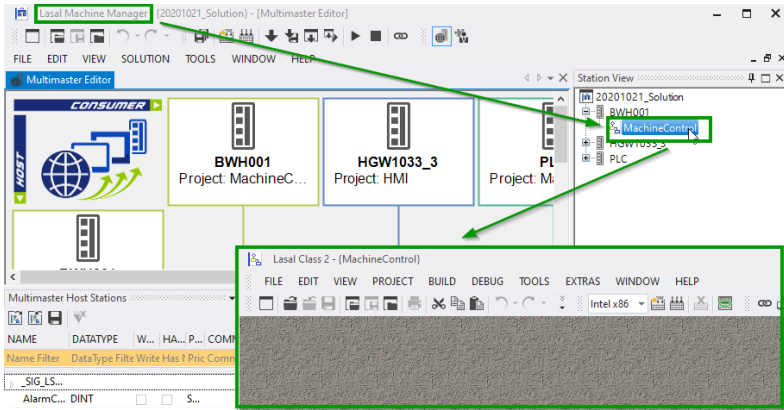 Lasal Machine Manager {20201021_Solution} - [Multimaster Editor]
FILE EDIT VIEW SOLUTION TOOLS WINDOW HELP
Multimaster Editor
Station View
CONSUMER
HOST
BWH001
Project: MachineC...
HGW1033_3
Project: HMI
Project: Ma
20201021_Solution
BWH001
MachineControl
HGW1033_3
PLC
Multimaster Host Stations
NAME DATATYPE W... HA... P... COMM
Name Filter DataType Filte Write Has I Pric Comm
_SIG_LS...
AlarmC... DINT S...
Lasal Class 2 - {MachineControl}
FILE EDIT VIEW PROJECT BUILD DEBUG TOOLS EXTRAS WINDOW HELP
Intel x86